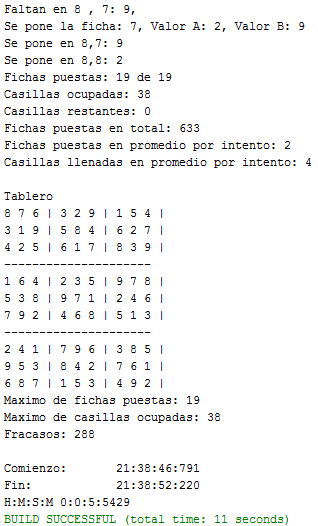 Faltan en 8 , 7: 9,
Se pone la ficha: 7, Valor A: 2, Valor B: 9
Se pone en 8,7: 9
Se pone en 8,8: 2
Fichas puestas: 19 de 19
Casillas ocupadas: 38
Casillas restantes: 0
Fichas puestas en total: 633
Fichas puestas en promedio por intento: 2
Casillas llenadas en promedio por intento: 4
Tablero
8 7 6 | 3 2 9 | 1 5 4 |
3 1 9 | 5 8 4 | 6 2 7 |
4 2 5 | 6 1 7 | 8 3 9 |
---------------------
1 6 4 | 2 3 5 | 9 7 8 |
5 3 8 | 9 7 1 | 2 4 6 |
7 9 2 | 4 6 8 | 5 1 3 |
---------------------
2 4 1 | 7 9 6 | 3 8 5 |
9 5 3 | 8 4 2 | 7 6 1 |
6 8 7 | 1 5 3 | 4 9 2 |
Maximo de fichas puestas: 19
Maximo de casillas ocupadas: 38
Fracasos: 288
Comienzo: 21:38:46:791
Fin: 21:38:52:220
H:M:S:M 0:0:5:5429
BUILD SUCCESSFUL (total time: 11 seconds)